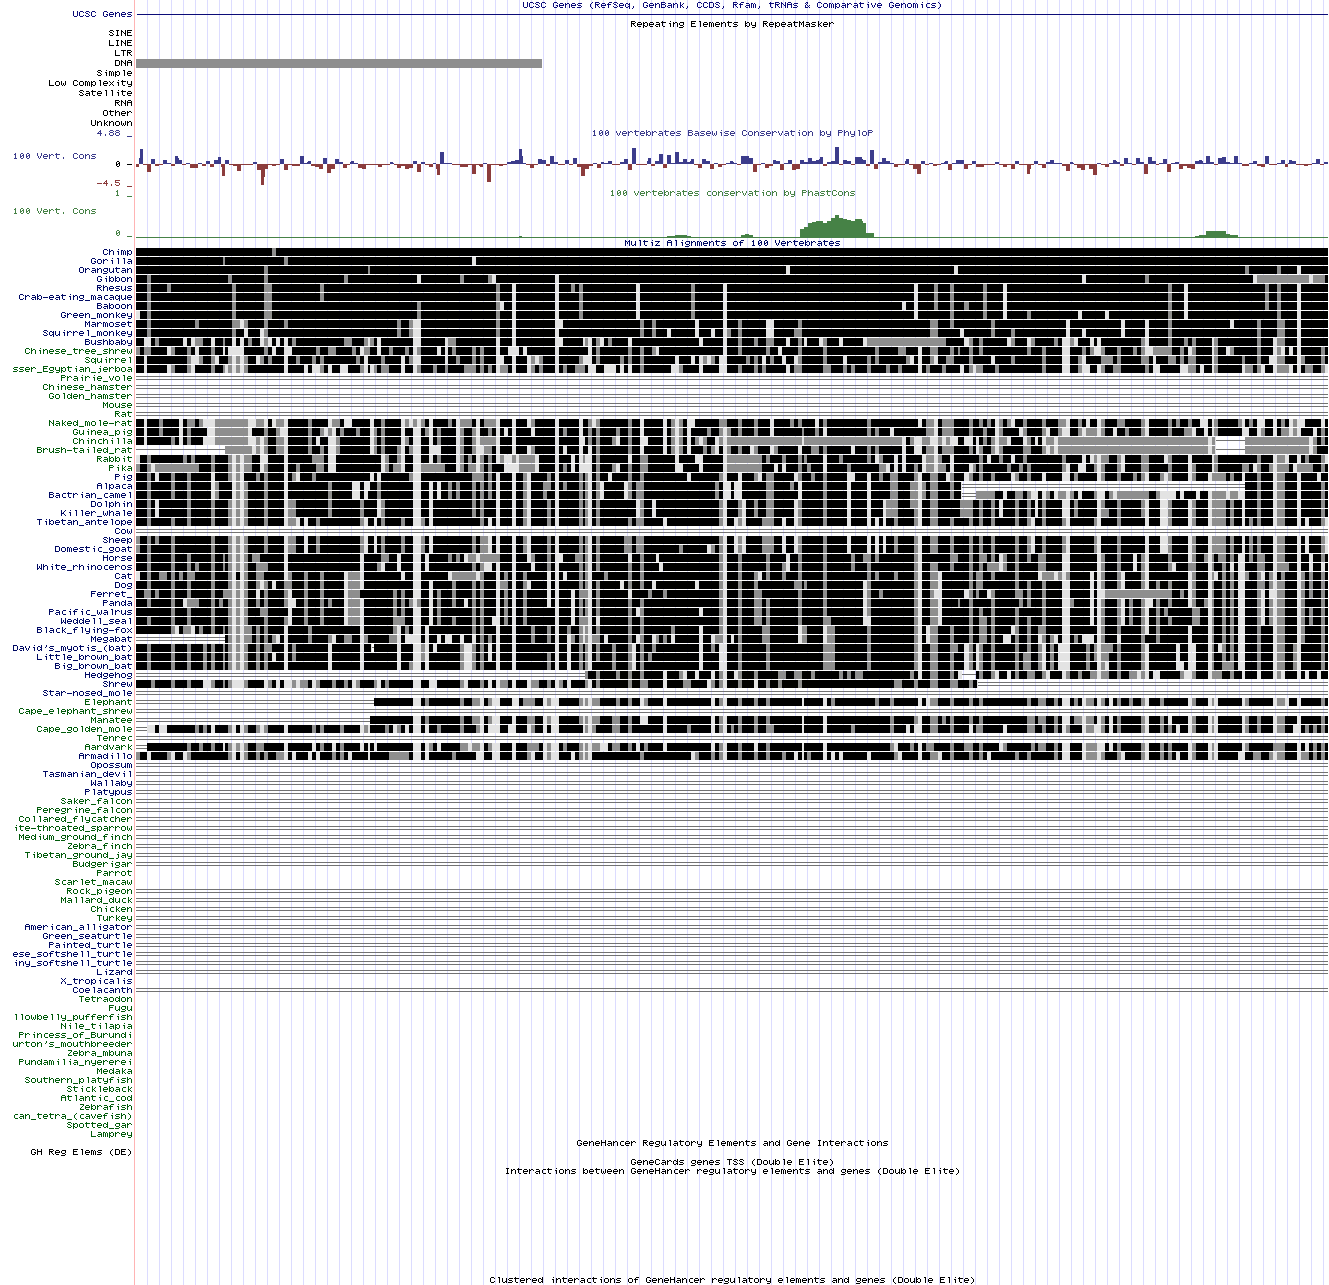 UCSC Genes (RefSeq, GenBank, CCDS, Rfam, tRNAs & Comparative Genomics)
UCSC Genes
Repeating Elements by RepeatMasker
SINE
LINE
LTR
DNA
Simple
Low Complexity
Satellite
RNA
Other
Unknown
4.88 _
100 vertebrates Basewise Conservation by PhyloP
100 Vert. Cons
0 _
-4.5 _
100 vertebrates conservation by PhastCons
1 _
100 Vert. Cons
0 _
Multiz Alignments of 100 Vertebrates
Chimp
Gorilla
Orangutan
Gibbon
Rhesus
Crab-eating_macaque
Baboon
Green_monkey
Marmoset
Squirrel_monkey
Bushbaby
Chinese_tree_shrew
Squirrel
sser_Egyptian_jerboa
Prairie_vole
Chinese_hamster
Golden_hamster
Mouse
Rat
Naked_mole-rat
Guinea_pig
Chinchilla
Brush-tailed_rat
Rabbit
Pika
Pig
Alpaca
Bactrian_camel
Dolphin
Killer_whale
Tibetan_antelope
Cow
Sheep
Domestic_goat
Horse
White_rhinoceros
Cat
Dog
Ferret_
Panda
Pacific_walrus
Weddell_seal
Black_flying-fox
Megabat
David's_myotis_(bat)
Little_brown_bat
Big_brown_bat
Hedgehog
Shrew
Star-nosed_mole
Elephant
Cape_elephant_shrew
Manatee
Cape_golden_mole
Tenrec
Aardvark
Armadillo
Opossum
Tasmanian_devil
Wallaby
Platypus
Saker_falcon
Peregrine_falcon
Collared_flycatcher
ite-throated_sparrow
Medium_ground_finch
Zebra_finch
Tibetan_ground_jay
Budgerigar
Parrot
Scarlet_macaw
Rock_pigeon
Mallard_duck
Chicken
Turkey
American_alligator
Green_seaturtle
Painted_turtle
ese_softshell_turtle
iny_softshell_turtle
Lizard
X_tropicalis
Coelacanth
Tetraodon
Fugu
llowbelly_pufferfish
Nile_tilapia
Princess_of_Burundi
urton's_mouthbreeder
Zebra_mbuna
Pundamilia_nyererei
Medaka
Southern_platyfish
Stickleback
Atlantic_cod
Zebrafish
can_tetra_(cavefish)
Spotted_gar
Lamprey
GeneHancer Regulatory Elements and Gene Interactions
GH Reg Elems (DE)
GeneCards genes TSS (Double Elite)
Interactions between GeneHancer regulatory elements and genes (Double Elite)
Clustered interactions of GeneHancer regulatory elements and genes (Double Elite)